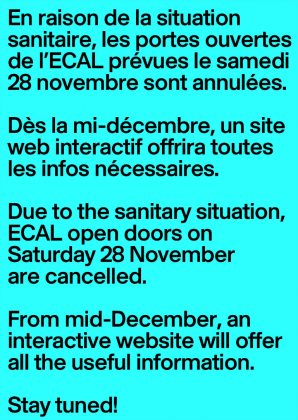 En raison de la situation
sanitaire, les portes ouvertes
de l’ECAL prévues le samedi
28 novembre sont annulées.
Dès la mi-décembre, un site
web interactif offrira toutes
les infos nécessaires.
Due to the sanitary situation,
ECAL open doors on
Saturday 28 November
are cancelled.
From mid-December, an
interactive website will offer
all the useful information.
Stay tuned!